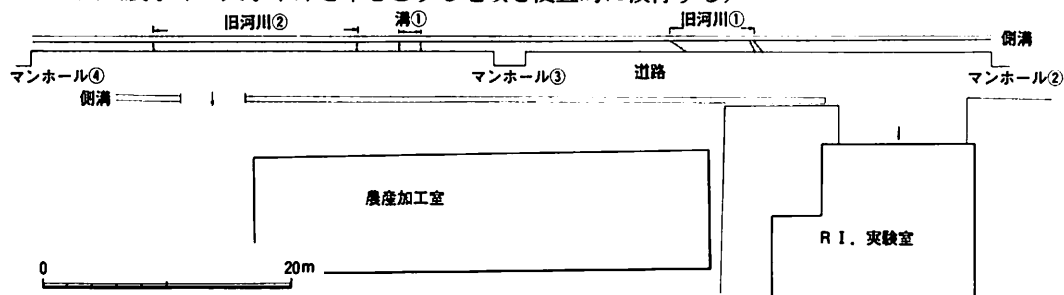 旧河川② 溝① 旧河川①
側溝
マンホール④ マンホール③ 道路 マンホール②
側溝
農産加工室
RI.実験室
0 20m